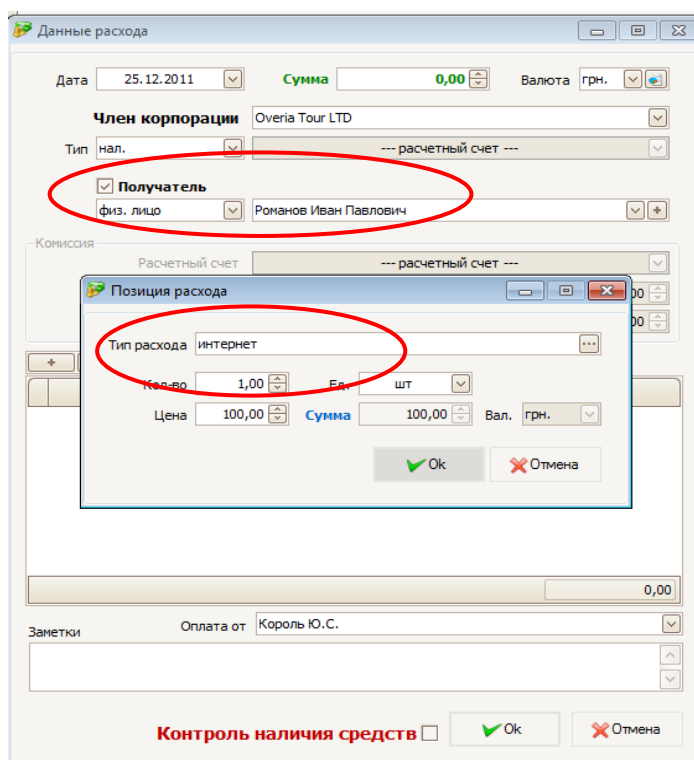 Данные расхода
Дата 25.12.2011 Сумма 0,00 Валюта грн.
Член корпорации Overia Tour LTD
Тип нал. --- расчетный счет ---
Получатель
физ. лицо Романов Иван Павлович
Комиссия
Расчетный счет --- расчетный счет ---
Позиция расхода
00
00
Тип расхода интернет ...
+
Кол-во 1,00 Ед. шт
Цена 100,00 Сумма 100,00 Вал. грн.
Ok Отмена
0,00
Заметки Оплата от Король Ю.С.
Контроль наличия средств Ok Отмена